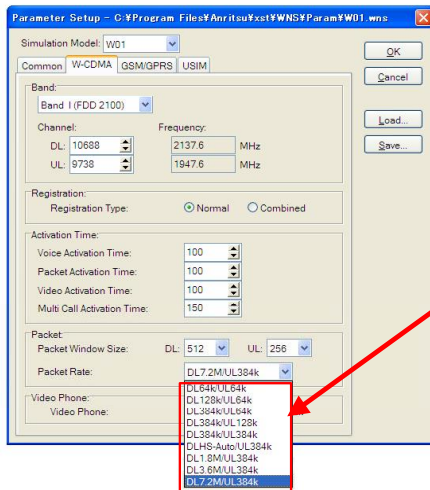 Parameter Setup - C:¥Program Files¥Anritsu¥xst¥WNS¥Param¥W01.wns
Simulation Model: W01
OK
Common W-CDMA GSM/GPRS USIM
Cancel
Band:
Band I (FDD 2100)
Load...
Channel: Frequency:
DL: 10688 2137.6 MHz
Save...
UL: 9738 1947.6 MHz
Registration:
Registration Type: Normal Combined
Activation Time:
Voice Activation Time: 100
Packet Activation Time: 100
Video Activation Time: 100
Multi Call Activation Time: 150
Packet:
Packet Window Size: DL: 512 UL: 256
Packet Rate: DL7.2M/UL384k
DL64k/UL64k
DL128k/UL64k
Video Phone:
DL384k/UL64k
Video Phone:
DL384k/UL128k
DL384k/UL384k
DLHS-Auto/UL384k
DL1.8M/UL384k
DL3.6M/UL384k
DL7.2M/UL384k